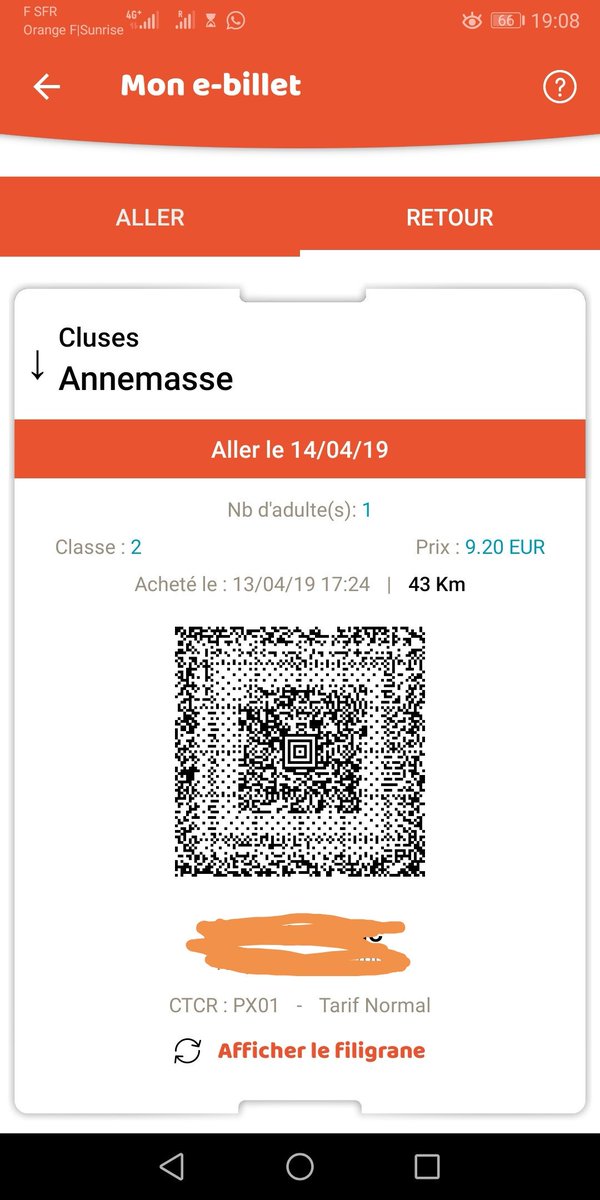 F SFR
Orange F|Sunrise 4G+ R 66 19:08
Mon e-billet ?
ALLER RETOUR
Cluses
↓ Annemasse
Aller le 14/04/19
Nb d'adulte(s): 1
Classe : 2 Prix : 9.20 EUR
Acheté le : 13/04/19 17:24 | 43 Km
CTCR : PX01 - Tarif Normal
Afficher le filigrane